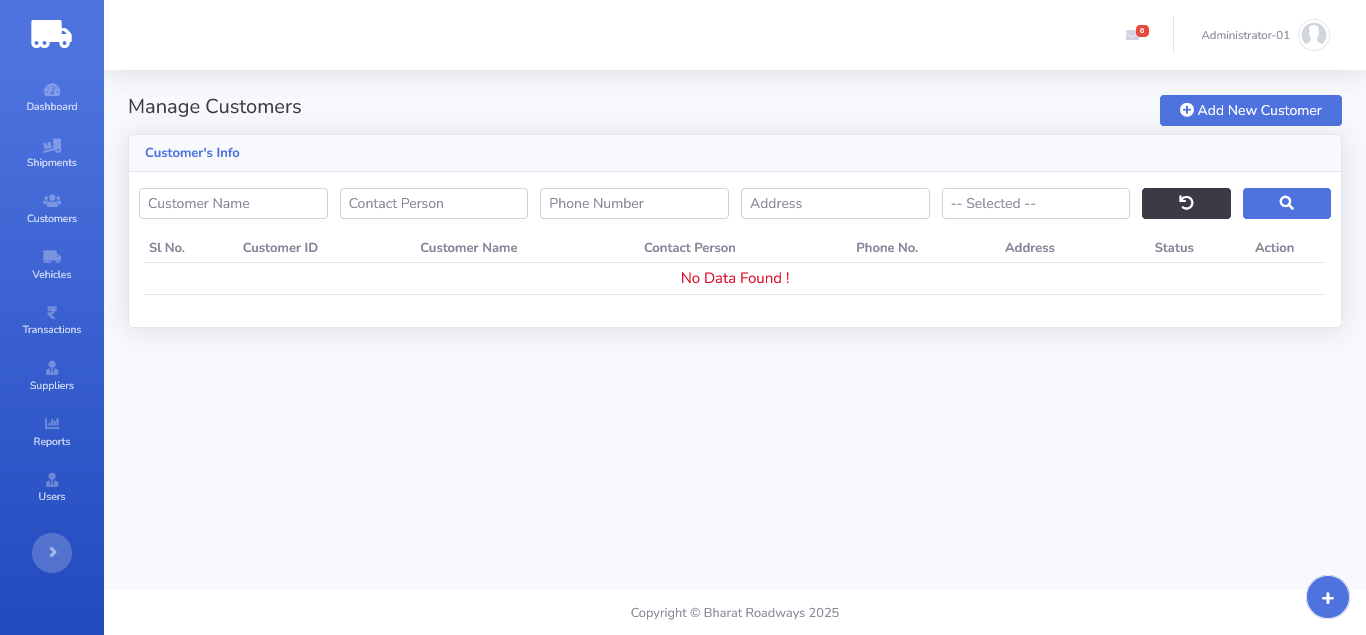 0
Administrator-01
Dashboard
Shipments
Customers
Vehicles
Transactions
Suppliers
Reports
Users
Manage Customers
Add New Customer
Customer's Info
Customer Name
Contact Person
Phone Number
Address
-- Selected --
Sl No. Customer ID Customer Name Contact Person Phone No. Address Status Action
No Data Found !
Copyright © Bharat Roadways 2025